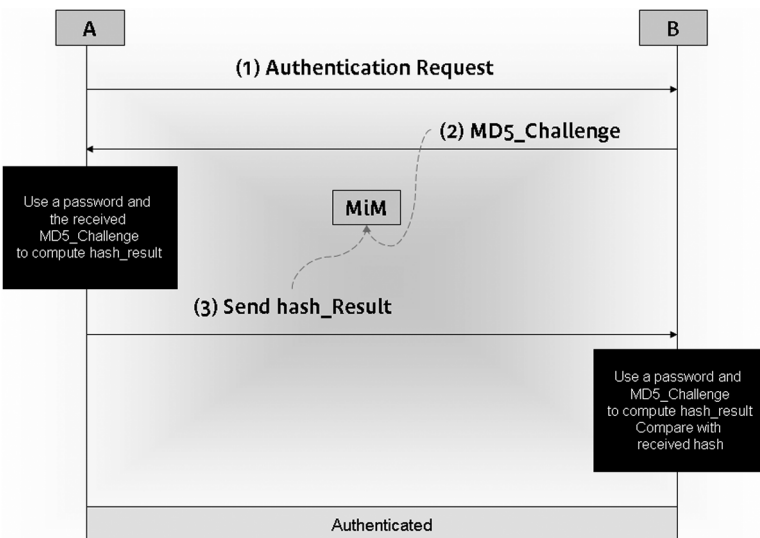 A
B
(1) Authentication Request
(2) MD5_Challenge
Use a password and
the received
MD5_Challenge
to compute hash_result
MiM
(3) Send hash_Result
Use a password and
MD5_Challenge
to compute hash_result
Compare with
received hash
Authenticated